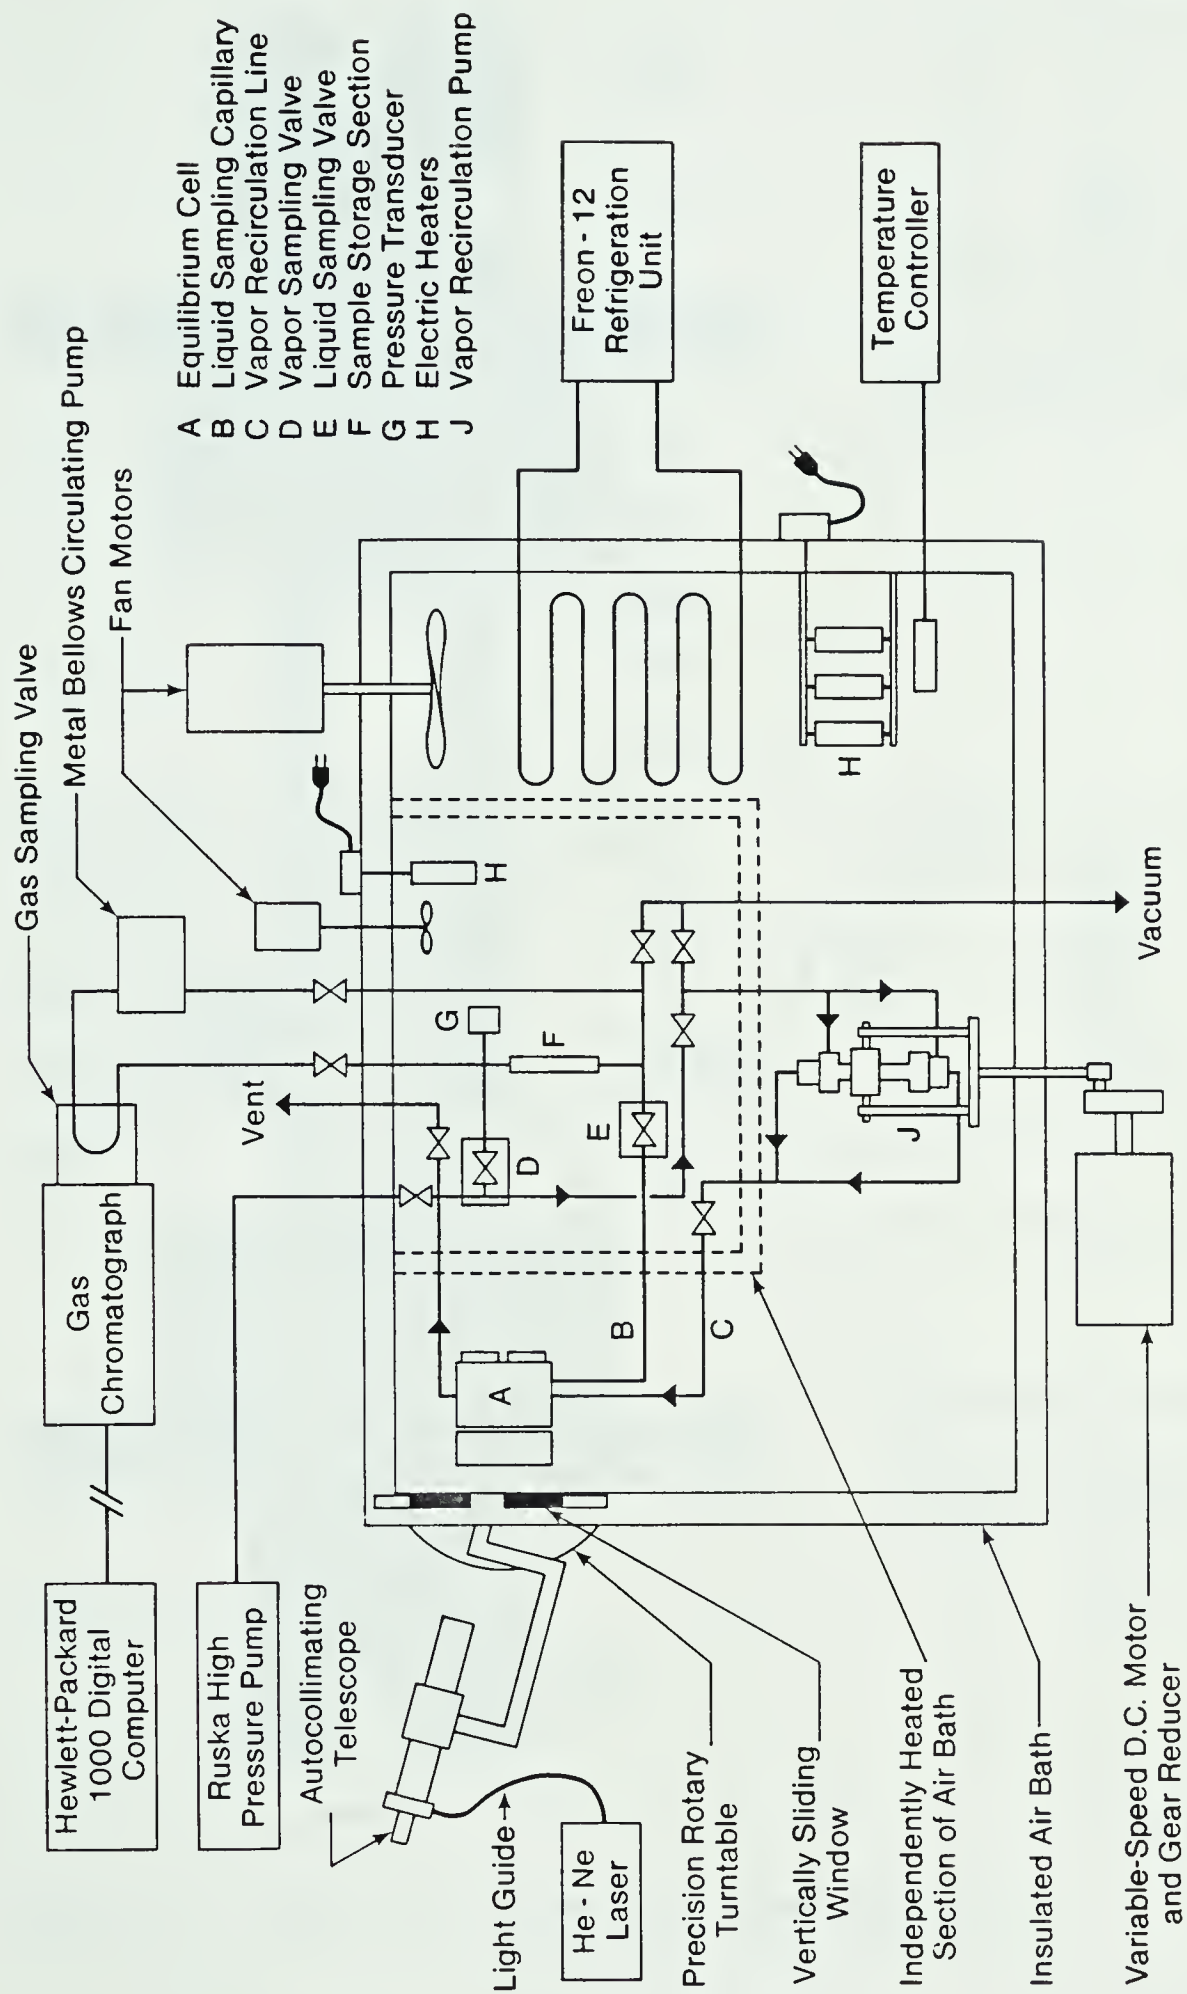 Hewlett-Packard
1000 Digital
Computer
Gas
Chromatograph
Gas Sampling Valve
Metal Bellows Circulating Pump
Fan Motors
Ruska High
Pressure Pump
Vent
A Equilibrium Cell
B Liquid Sampling Capillary
C Vapor Recirculation Line
D Vapor Sampling Valve
E Liquid Sampling Valve
F Sample Storage Section
G Pressure Transducer
H Electric Heaters
J Vapor Recirculation Pump
Autocollimating
Telescope
Light Guide
He - Ne
Laser
A
B
C
D
E
F
G
H
H
J
Freon - 12
Refrigeration
Unit
Temperature
Controller
Vacuum
Precision Rotary
Turntable
Vertically Sliding
Window
Independently Heated
Section of Air Bath
Insulated Air Bath
Variable-Speed D.C. Motor
and Gear Reducer